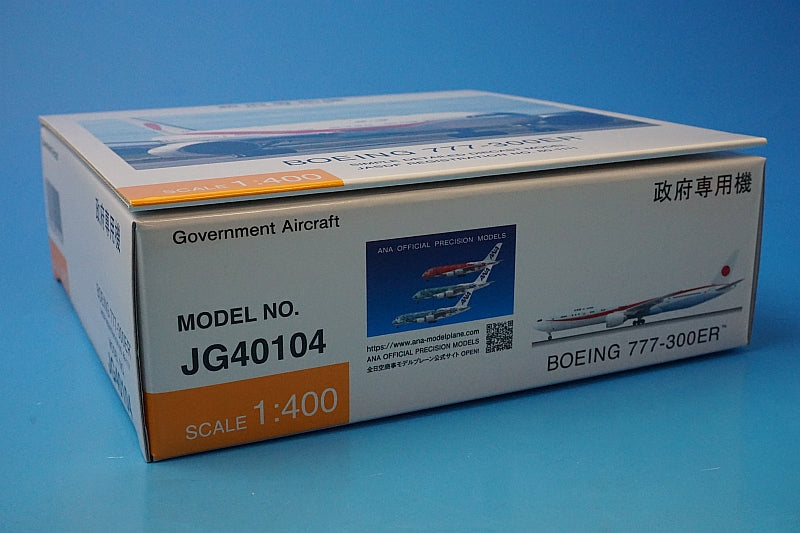 BOEING 777-300ER
SCALE 1:400
政府専用機
BOEING 777-300ER
Government Aircraft
MODEL NO.
JG40104
SCALE 1:400
ANA OFFICIAL PRECISION MODELS
https://www.ana-modelplane.com
ANA OFFICIAL PRECISION MODELS
全日空商事モデルプレーン公式サイト OPEN!
政府専用機
BOEING 777-300ER™